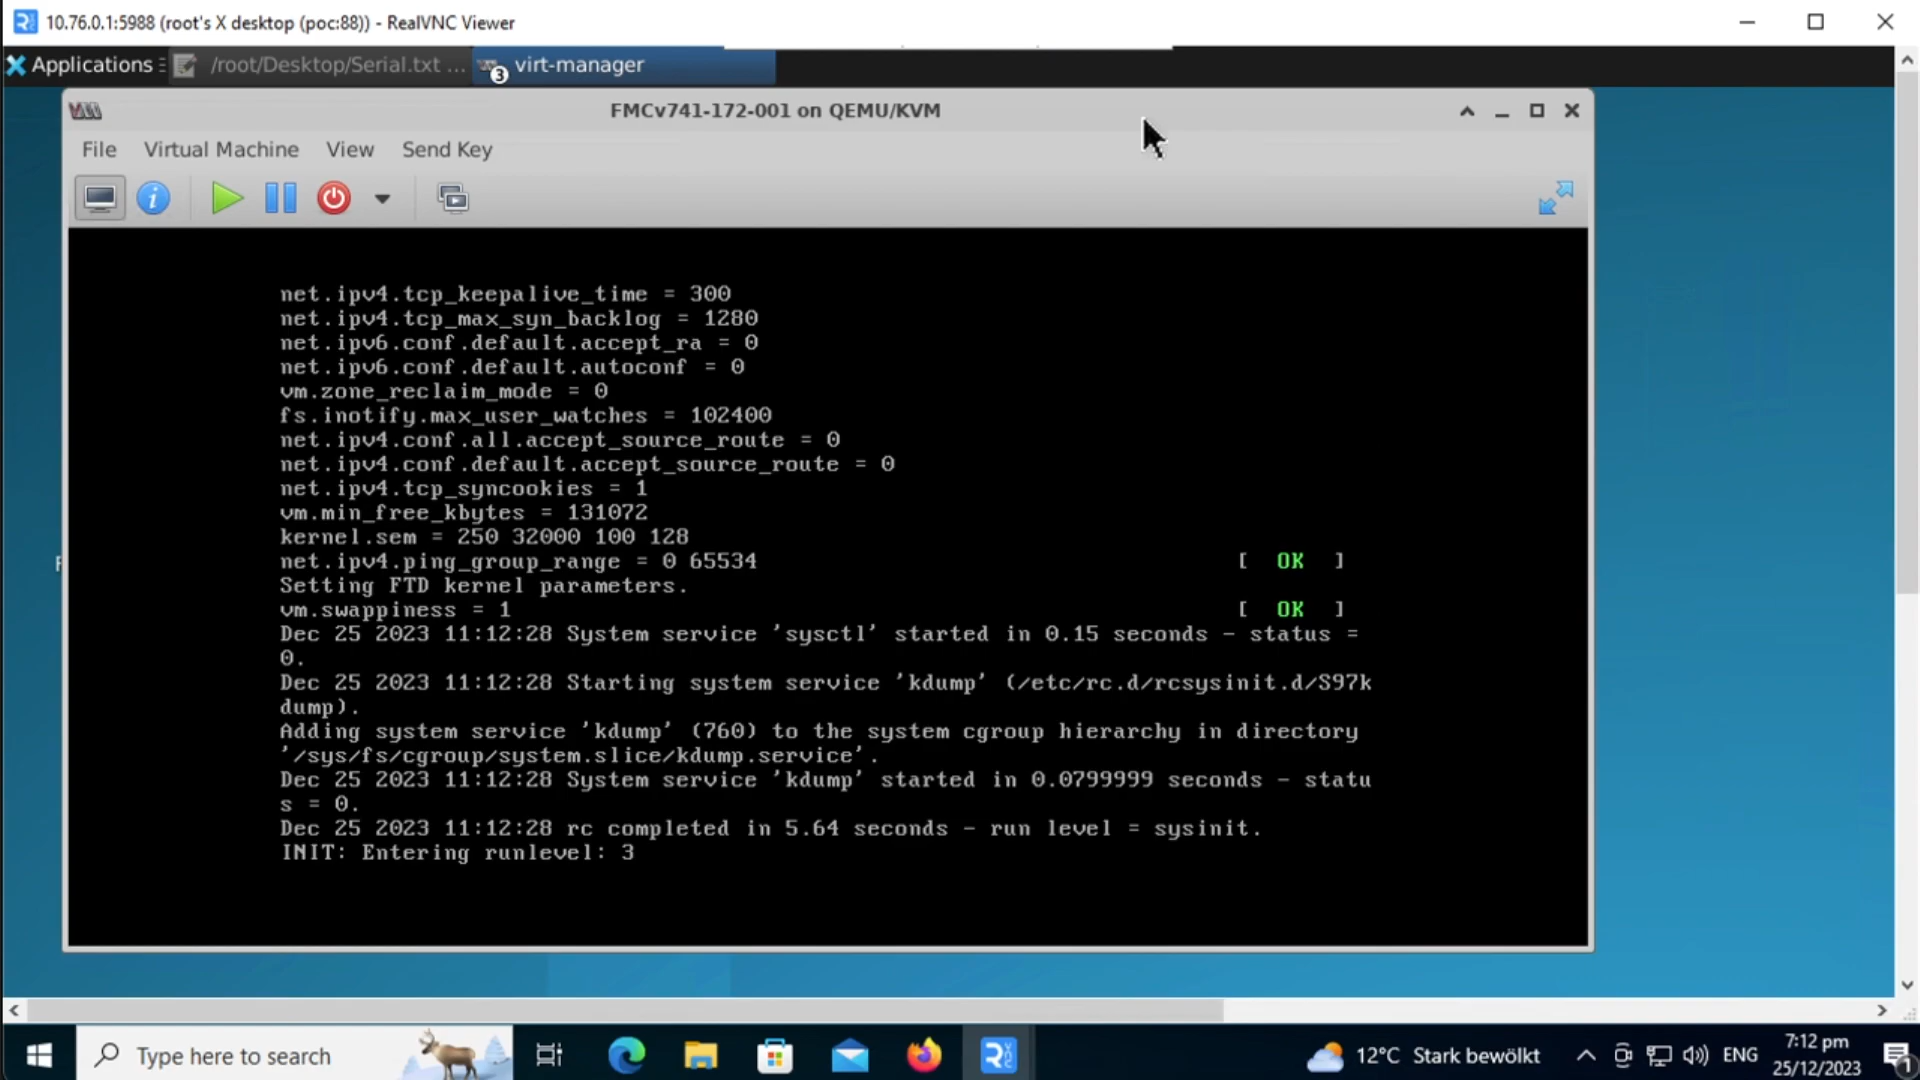 10.76.0.1:5988 (root's X desktop (poc:88)) - RealVNC Viewer
Applications
/root/Desktop/Serial.txt ...
3
virt-manager
FMCv741-172-001 on QEMU/KVM
File Virtual Machine View Send Key
net.ipv4.tcp_keepalive_time = 300
net.ipv4.tcp_max_syn_backlog = 1280
net.ipv6.conf.default.accept_ra = 0
net.ipv6.conf.default.autoconf = 0
vm.zone_reclaim_mode = 0
fs.inotify.max_user_watches = 102400
net.ipv4.conf.all.accept_source_route = 0
net.ipv4.conf.default.accept_source_route = 0
net.ipv4.tcp_syncookies = 1
vm.min_free_kbytes = 131072
kernel.sem = 250 32000 100 128
net.ipv4.ping_group_range = 0 65534 [ OK ]
Setting FTD kernel parameters.
vm.swappiness = 1 [ OK ]
Dec 25 2023 11:12:28 System service 'sysctl' started in 0.15 seconds - status =
0.
Dec 25 2023 11:12:28 Starting system service 'kdump' (/etc/rc.d/rcsysinit.d/S97k
dump).
Adding system service 'kdump' (760) to the system cgroup hierarchy in directory
'/sys/fs/cgroup/system.slice/kdump.service'.
Dec 25 2023 11:12:28 System service 'kdump' started in 0.0799999 seconds - statu
s = 0.
Dec 25 2023 11:12:28 rc completed in 5.64 seconds - run level = sysinit.
INIT: Entering runlevel: 3
Type here to search
12°C Stark bewölkt
ENG
7:12 pm
25/12/2023
1